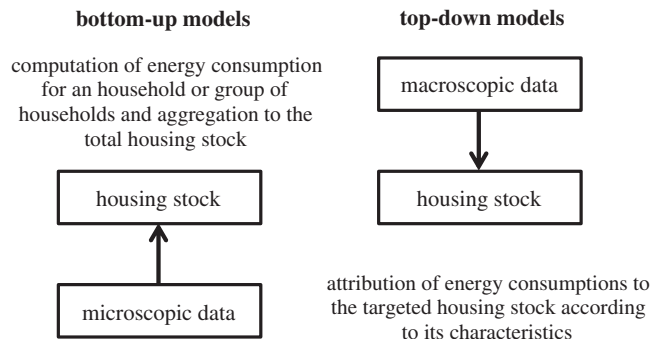 bottom-up models
computation of energy consumption
for an household or group of
households and aggregation to the
total housing stock
housing stock
microscopic data
top-down models
macroscopic data
housing stock
attribution of energy consumptions to
the targeted housing stock according
to its characteristics